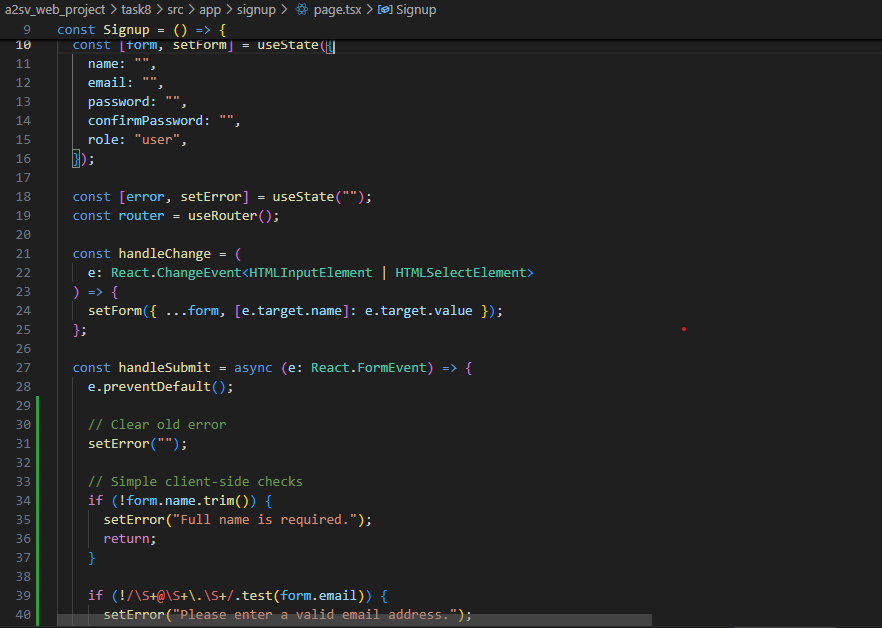 a2sv_web_project > task8 > src > app > signup > page.tsx > Signup
9 const Signup = () => {
10 const [form, setForm] = useState({
11 name: "",
12 email: "",
13 password: "",
14 confirmPassword: "",
15 role: "user",
16 });
17
18 const [error, setError] = useState("");
19 const router = useRouter();
20
21 const handleChange = (
22 e: React.ChangeEvent<HTMLInputElement | HTMLSelectElement>
23 ) => {
24 setForm({ ...form, [e.target.name]: e.target.value });
25 };
26
27 const handleSubmit = async (e: React.FormEvent) => {
28 e.preventDefault();
29
30 // Clear old error
31 setError("");
32
33 // Simple client-side checks
34 if (!form.name.trim()) {
35 setError("Full name is required.");
36 return;
37 }
38
39 if (!/\S+@\S+\.\S+/.test(form.email)) {
40 setError("Please enter a valid email address.");